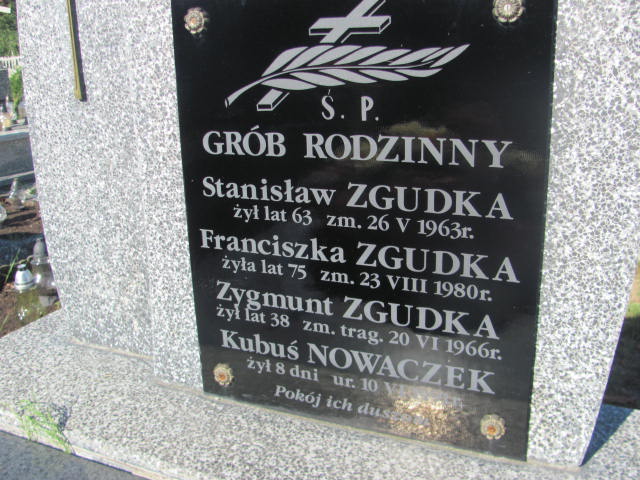 Ś. P.
GRÓB RODZINNY
Stanisław ZGUDKA
żył lat 63 zm. 26 V 1963r.
Franciszka ZGUDKA
żyła lat 75 zm. 23 VIII 1980r.
Zygmunt ZGUDKA
żył lat 38 zm. trag. 20 VI 1966r.
Kubuś NOWACZEK
żył 8 dni ur. 10
Pokój ich